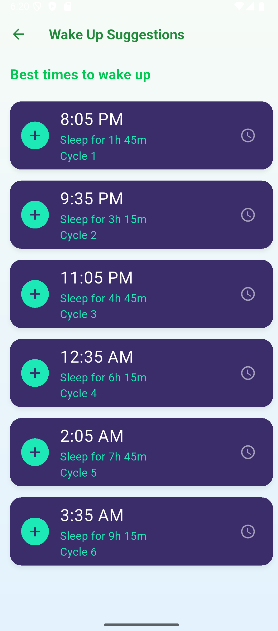 Wake Up Suggestions
Best times to wake up
8:05 PM
Sleep for 1h 45m
Cycle 1
9:35 PM
Sleep for 3h 15m
Cycle 2
11:05 PM
Sleep for 4h 45m
Cycle 3
12:35 AM
Sleep for 6h 15m
Cycle 4
2:05 AM
Sleep for 7h 45m
Cycle 5
3:35 AM
Sleep for 9h 15m
Cycle 6